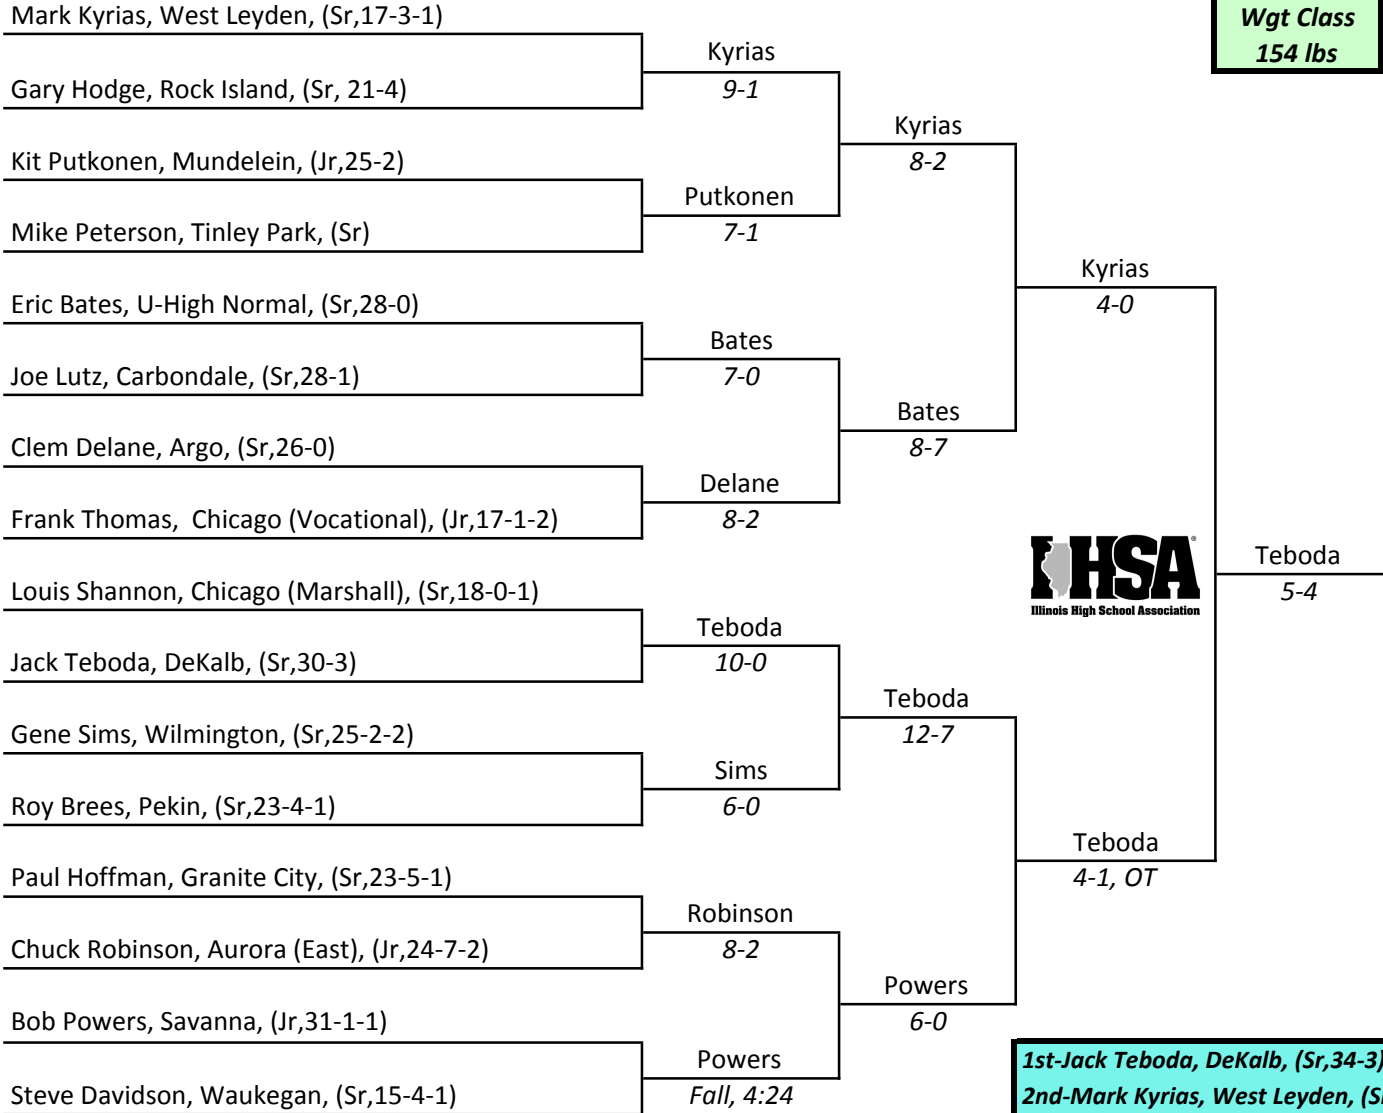 Mark Kyrias, West Leyden, (Sr,17-3-1)
Wgt Class
154 lbs
Kyrias
9-1
Gary Hodge, Rock Island, (Sr, 21-4)
Kyrias
8-2
Kit Putkonen, Mundelein, (Jr,25-2)
Putkonen
7-1
Mike Peterson, Tinley Park, (Sr)
Kyrias
4-0
Eric Bates, U-High Normal, (Sr,28-0)
Bates
7-0
Joe Lutz, Carbondale, (Sr,28-1)
Bates
8-7
Clem Delane, Argo, (Sr,26-0)
Delane
8-2
Frank Thomas,  Chicago (Vocational), (Jr,17-1-2)
IHSA®
Illinois High School Association
Teboda
5-4
Louis Shannon, Chicago (Marshall), (Sr,18-0-1)
Teboda
10-0
Jack Teboda, DeKalb, (Sr,30-3)
Teboda
12-7
Gene Sims, Wilmington, (Sr,25-2-2)
Sims
6-0
Roy Brees, Pekin, (Sr,23-4-1)
Teboda
4-1, OT
Paul Hoffman, Granite City, (Sr,23-5-1)
Robinson
8-2
Chuck Robinson, Aurora (East), (Jr,24-7-2)
Powers
6-0
Bob Powers, Savanna, (Jr,31-1-1)
Powers
Fall, 4:24
Steve Davidson, Waukegan, (Sr,15-4-1)
1st-Jack Teboda, DeKalb, (Sr,34-3)
2nd-Mark Kyrias, West Leyden, (S